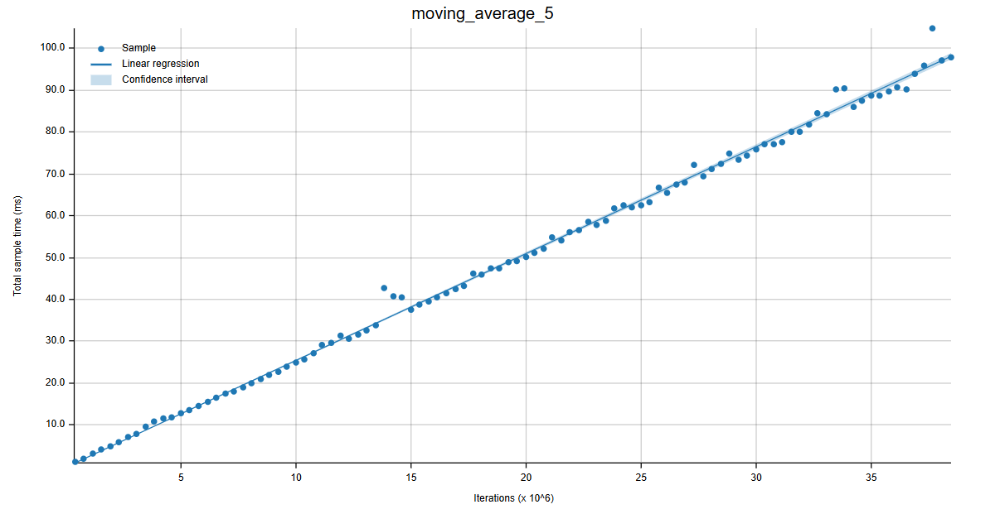 moving_average_5
Total sample time (ms)
100.0
90.0
80.0
70.0
60.0
50.0
40.0
30.0
20.0
10.0
Sample
Linear regression
Confidence interval
5
10
15
20
25
30
35
Iterations (x 10^6)